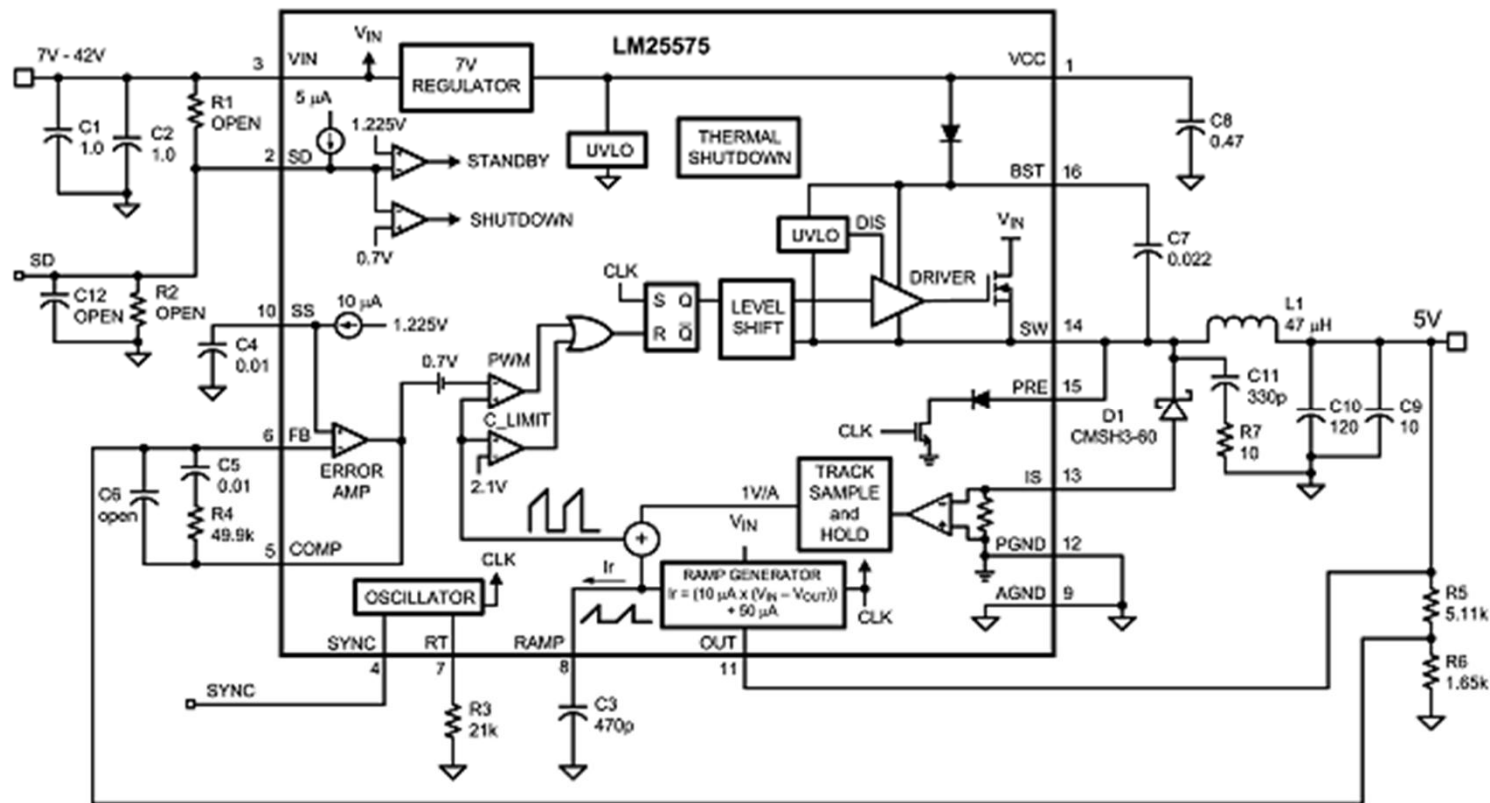 LM25575
7V - 42V
3
VIN
VIN
7V
REGULATOR
VCC
1
R1
OPEN
5 µA
C1
1.0
C2
1.0
1.225V
2
SD
STANDBY
UVLO
THERMAL
SHUTDOWN
C8
0.47
BST
16
SHUTDOWN
0.7V
UVLO
DIS
VIN
C7
0.022
SD
C12
OPEN
R2
OPEN
10
SS
10 µA
1.225V
CLK
S Q
R Q̅
LEVEL
SHIFT
DRIVER
SW
14
L1
47 µH
5V
C4
0.01
0.7V
PWM
C_LIMIT
2.1V
PRE
15
CLK
D1
CMSH3-60
C11
330p
R7
10
C10
120
C9
10
6
FB
ERROR
AMP
C5
0.01
C6
open
R4
49.9k
5
COMP
1V/A
TRACK
SAMPLE
and
HOLD
IS
13
VIN
+
Ir
PGND
12
AGND
9
CLK
OSCILLATOR
RAMP GENERATOR
Ir = (10 µA x (VIN – VOUT))
+ 50 µA
CLK
R5
5.11k
R6
1.65k
SYNC
4
RT
7
RAMP
8
OUT
11
SYNC
R3
21k
C3
470p